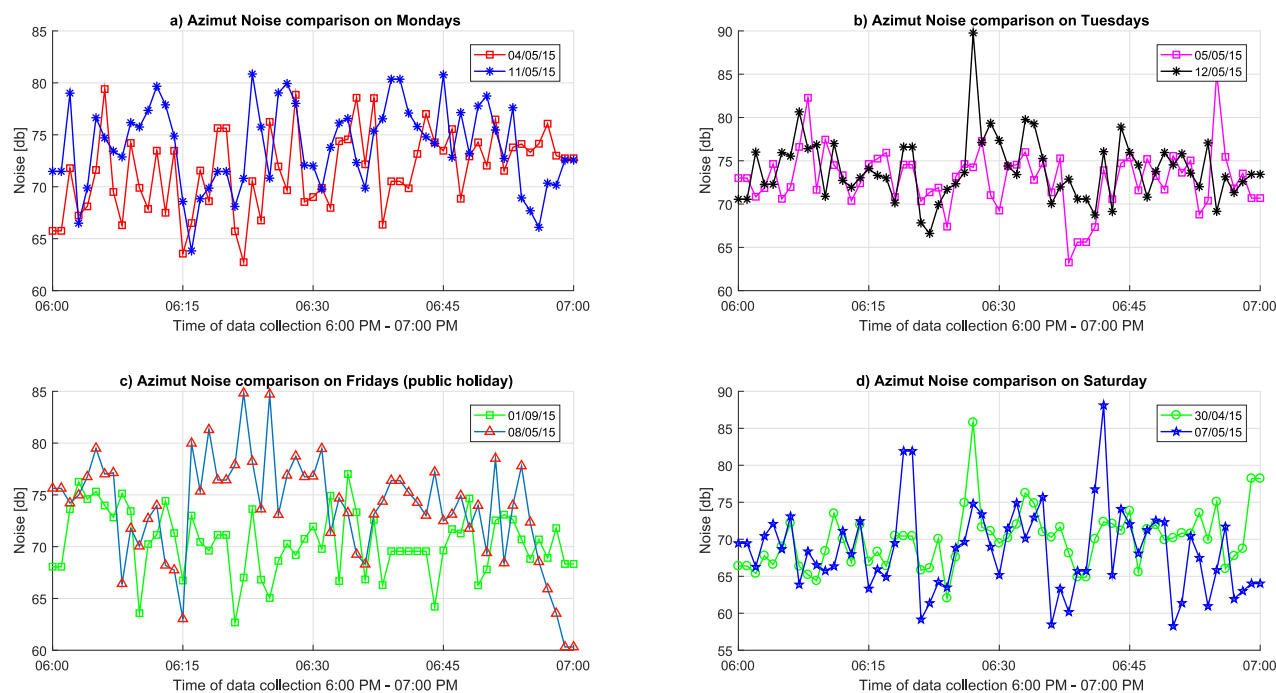 a) Azimut Noise comparison on Mondays
85
80
75
70
65
60
Noise [db]
04/05/15
11/05/15
06:00 06:15 06:30 06:45 07:00
Time of data collection 6:00 PM - 07:00 PM
b) Azimut Noise comparison on Tuesdays
90
85
80
75
70
65
60
Noise [db]
05/05/15
12/05/15
06:00 06:15 06:30 06:45 07:00
Time of data collection 6:00 PM - 07:00 PM
c) Azimut Noise comparison on Fridays (public holiday)
85
80
75
70
65
60
Noise [db]
01/09/15
08/05/15
06:00 06:15 06:30 06:45 07:00
Time of data collection 6:00 PM - 07:00 PM
d) Azimut Noise comparison on Saturday
90
85
80
75
70
65
60
55
Noise [db]
30/04/15
07/05/15
06:00 06:15 06:30 06:45 07:00
Time of data collection 6:00 PM - 07:00 PM